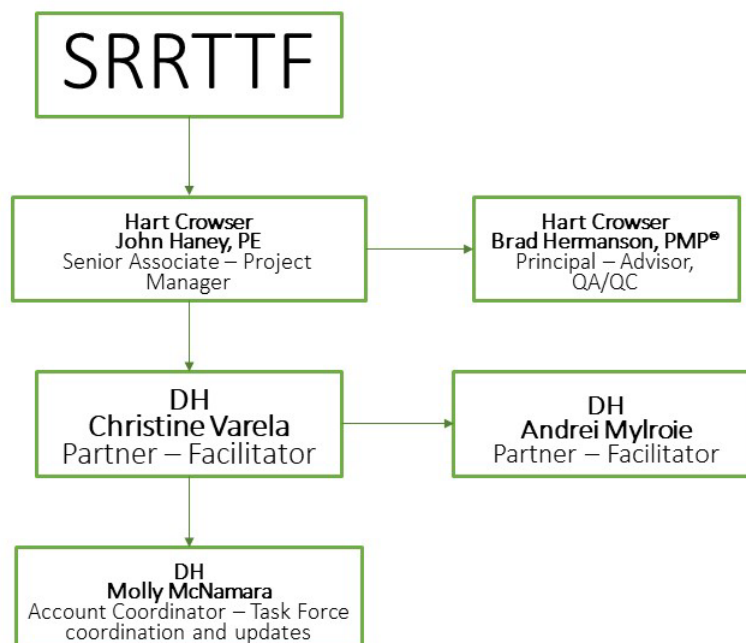 SRRTTF
Hart Crowser
John Haney, PE
Senior Associate – Project
Manager
Hart Crowser
Brad Hermanson, PMP®
Principal – Advisor,
QA/QC
DH
Christine Varela
Partner – Facilitator
DH
Andrei Mylroie
Partner – Facilitator
DH
Molly McNamara
Account Coordinator – Task Force
coordination and updates